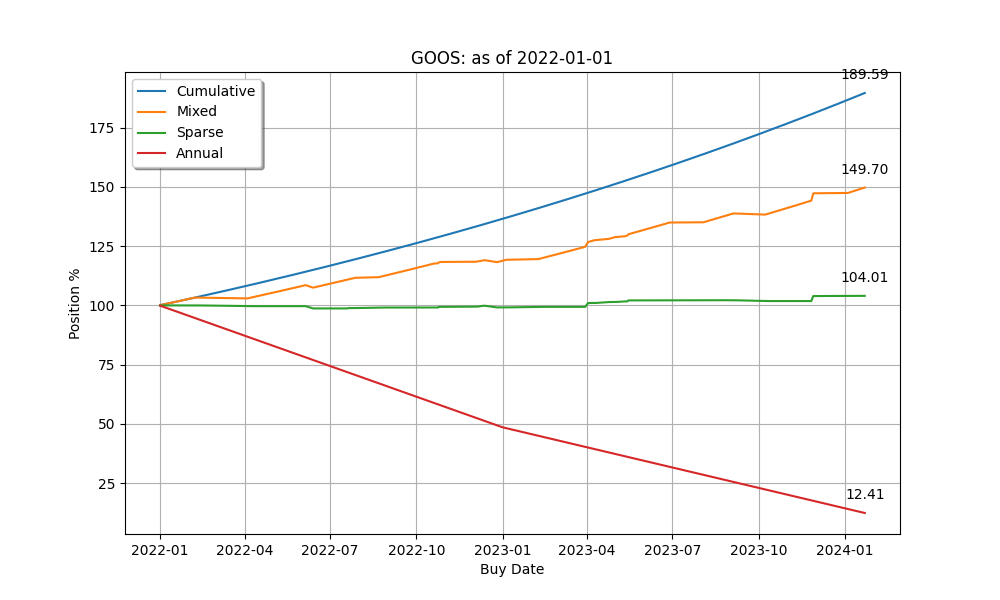 GOOS: as of 2022-01-01
Cumulative
Mixed
Sparse
Annual
189.59
149.70
104.01
12.41
Position %
175
150
125
100
75
50
25
2022-01 2022-04 2022-07 2022-10 2023-01 2023-04 2023-07 2023-10 2024-01
Buy Date